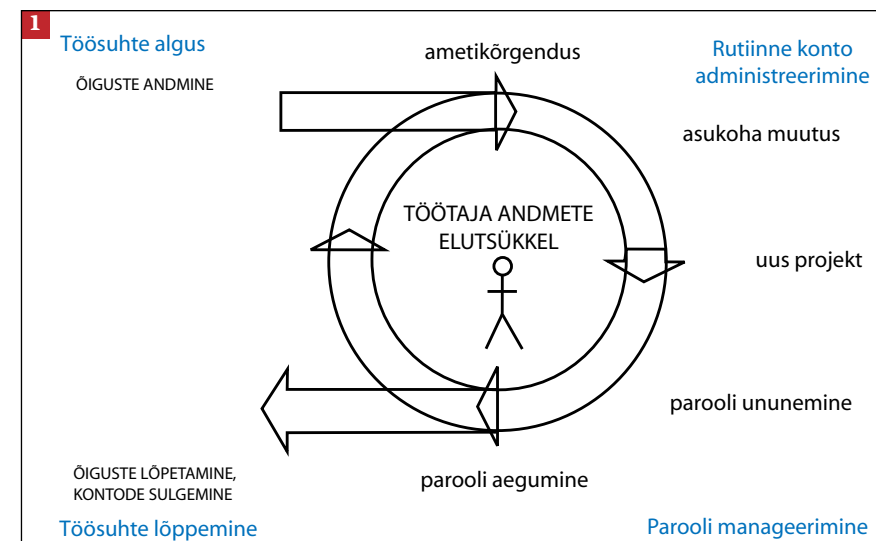 1
Töösuhte algus
ÕIGUSTE ANDMINE
ametikõrgendus
Rutiinne konto
administreerimine
asukoha muutus
TÖÖTAJA ANDMETE
ELUTSÜKKEL
uus projekt
parooli ununemine
parooli aegumine
ÕIGUSTE LÕPETAMINE,
KONTODE SULGEMINE
Töösuhte lõppemine
Parooli manageerimine